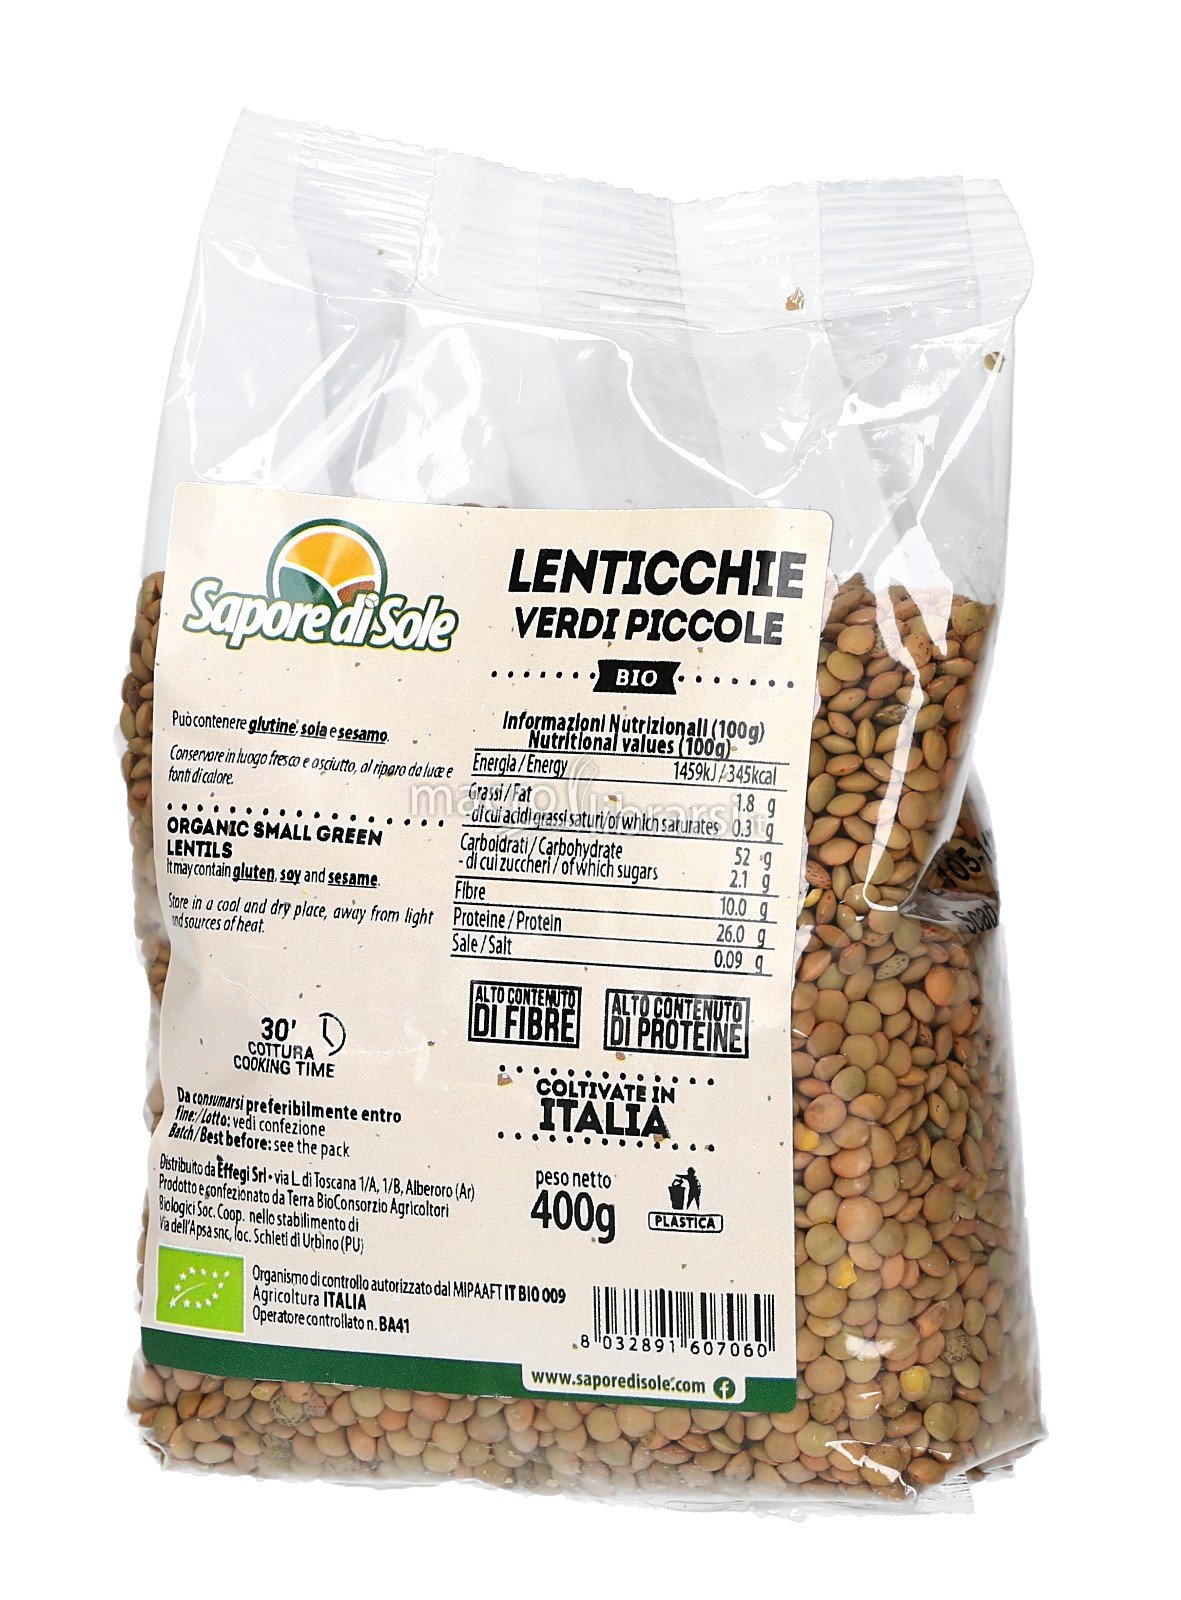 Sapore di Sole
LENTICCHIE
VERDI PICCOLE
BIO
Può contenere glutine, soia e sesamo.
Conservare in luogo fresco e asciutto, al riparo da luce e
fonti di calore.
ORGANIC SMALL GREEN
LENTILS
It may contain gluten, soy and sesame.
Store in a cool and dry place, away from light
and sources of heat.
30'
COTTURA
COOKING TIME
Da consumarsi preferibilmente entro
fine:/Lotto: vedi confezione
Batch/Best before: see the pack
Distribuito da Effegi Srl • via L. di Toscana 1/A, 1/B, Alberoro (Ar)
Prodotto e confezionato da Terra BioConsorzio Agricoltori
Biologici Soc. Coop. nello stabilimento di
Via dell'Apsa snc, loc. Schieti di Urbino (PU)
Organismo di controllo autorizzato dal MIPAAFT IT BIO 009
Agricoltura ITALIA
Operatore controllato n. BA41
Informazioni Nutrizionali (100g)
Nutritional values (100g)
Energia / Energy 1459kJ / 345kcal
Grassi / Fat 1.8 g
- di cui acidi grassi saturi/of which saturates 0.3 g
Carboidrati / Carbohydrate 52 g
- di cui zuccheri / of which sugars 2.1 g
Fibre 10.0 g
Proteine / Protein 26.0 g
Sale / Salt 0.09 g
ALTO CONTENUTO
DI FIBRE
ALTO CONTENUTO
DI PROTEINE
COLTIVATE IN
ITALIA
peso netto
400g
PLASTICA
8 032891 607060
www.saporedisole.com f
Scad